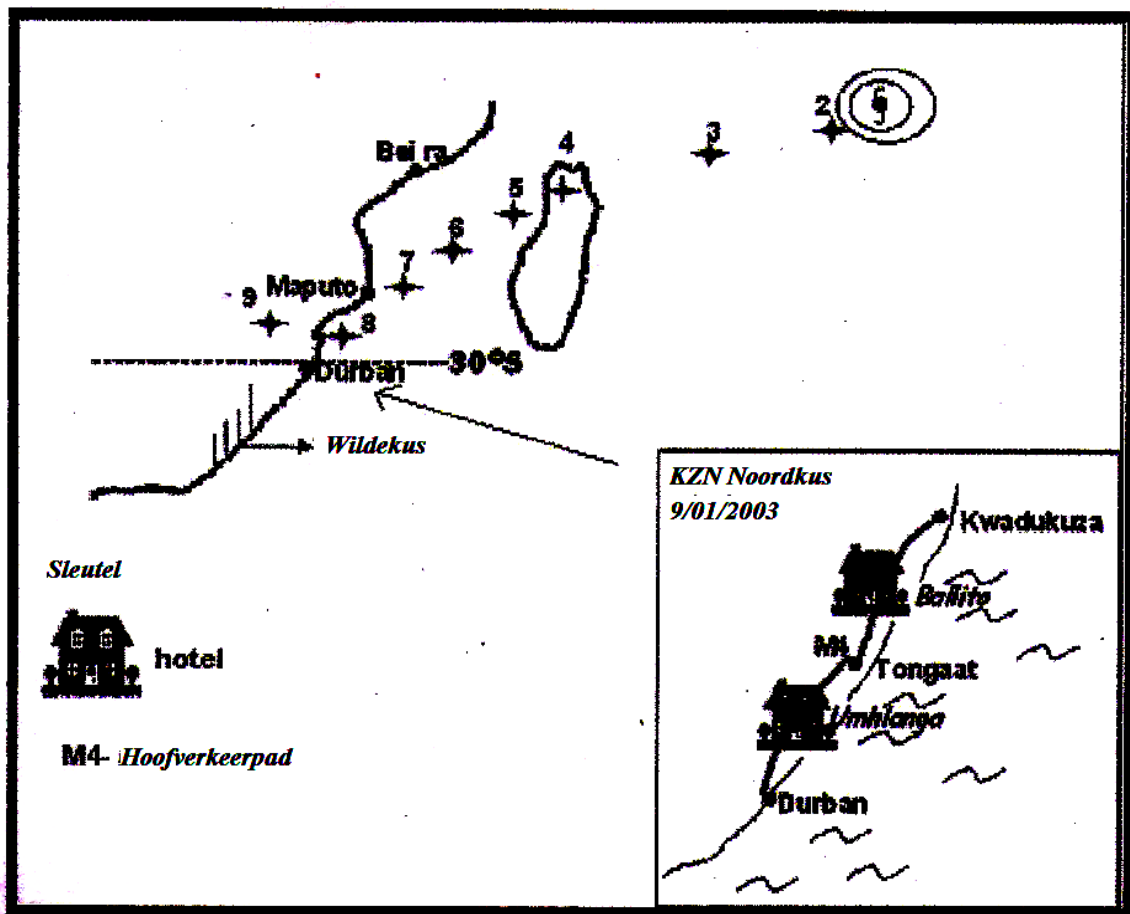 2
3
4
Beira
5
6
7
Maputo
9
8
30°S
Durban
Wildekus
KZN Noordkus
9/01/2003
Kwadukuza
Ballito
M4
Tongaat
Umhlanga
Durban
Sleutel
hotel
M4- Hoofverkeerpad